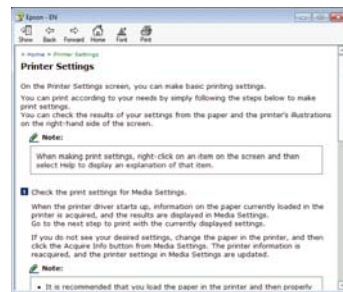 Epson - EN
Show Back Forward Home Font Print
> Home > Printer Settings
Printer Settings
On the Printer Settings screen, you can make basic printing settings.
You can print according to your needs by simply following the steps below to make
print settings.
You can check the results of your settings from the paper and the printer's illustrations
on the right-hand side of the screen.
Note:
When making print settings, right-click on an item on the screen and then
select Help to display an explanation of that item.
1 Check the print settings for Media Settings.
When the printer driver starts up, information on the paper currently loaded in the
printer is acquired, and the results are displayed in Media Settings.
Go to the next step to print with the currently displayed settings.
If you do not see your desired settings, change the paper in the printer, and then
click the Acquire Info button from Media Settings. The printer information is
reacquired, and the printer settings in Media Settings are updated.
Note:
• It is recommended that you load the paper in the printer and then properly